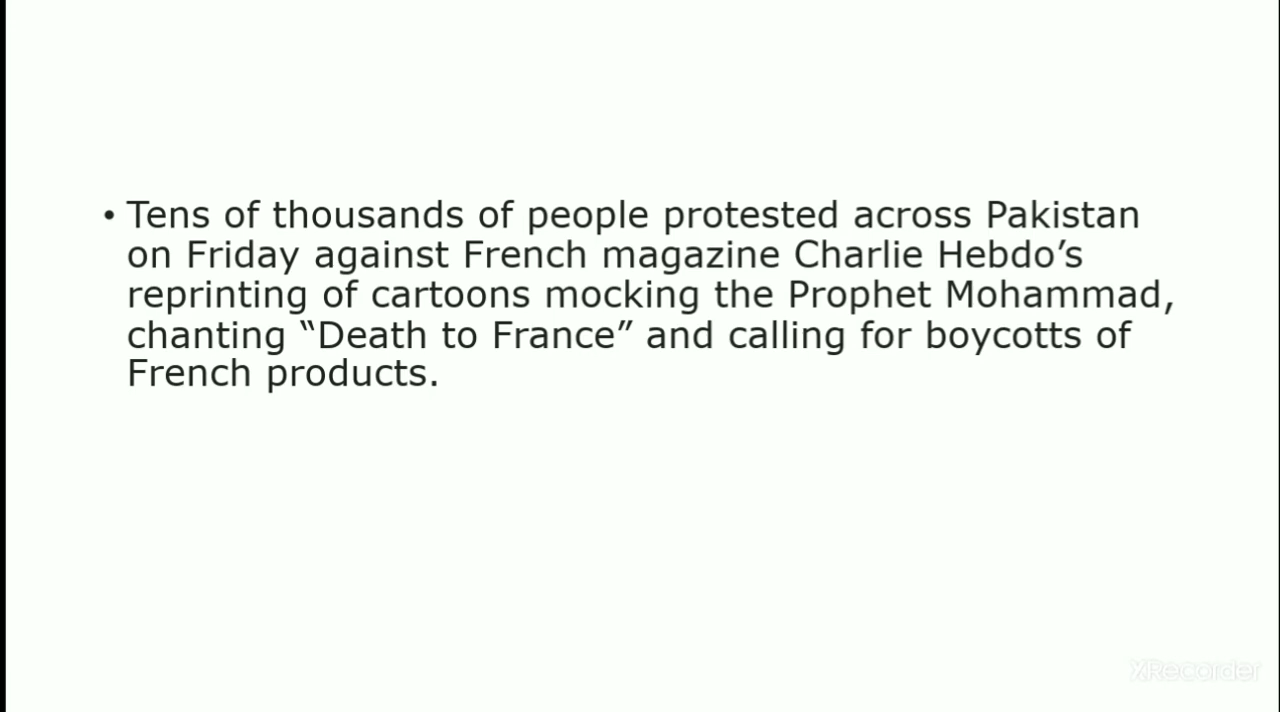 • Tens of thousands of people protested across Pakistan
on Friday against French magazine Charlie Hebdo’s
reprinting of cartoons mocking the Prophet Mohammad,
chanting “Death to France” and calling for boycotts of
French products.
XRecorder